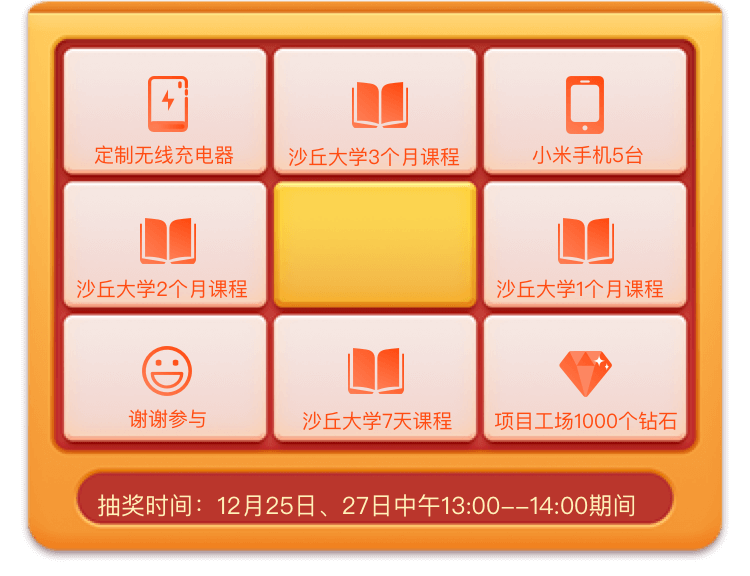 定制无线充电器
沙丘大学3个月课程
小米手机5台
沙丘大学2个月课程
沙丘大学1个月课程
谢谢参与
沙丘大学7天课程
项目工场1000个钻石
抽奖时间：12月25日、27日中午13:00--14:00期间